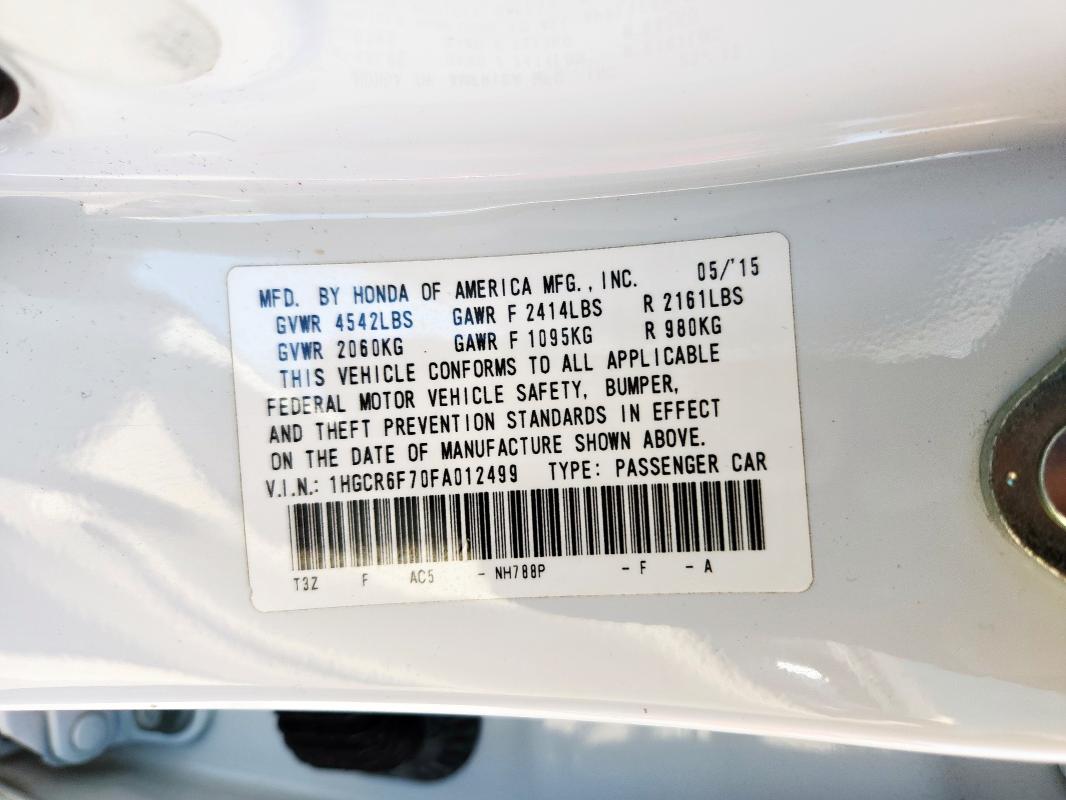 MFD. BY HONDA OF AMERICA MFG., INC. 05/'15
GVWR 4542LBS GAWR F 2414LBS R 2161LBS
GVWR 2060KG GAWR F 1095KG R 980KG
THIS VEHICLE CONFORMS TO ALL APPLICABLE
FEDERAL MOTOR VEHICLE SAFETY, BUMPER,
AND THEFT PREVENTION STANDARDS IN EFFECT
ON THE DATE OF MANUFACTURE SHOWN ABOVE.
V.I.N.: 1HGCR6F70FA012499 TYPE: PASSENGER CAR
T3Z F AC5 - NH788P - F - A